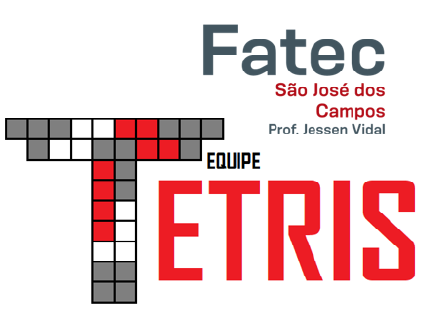 Fatec
São José dos
Campos
Prof. Jessen Vidal
EQUIPE
TETRIS